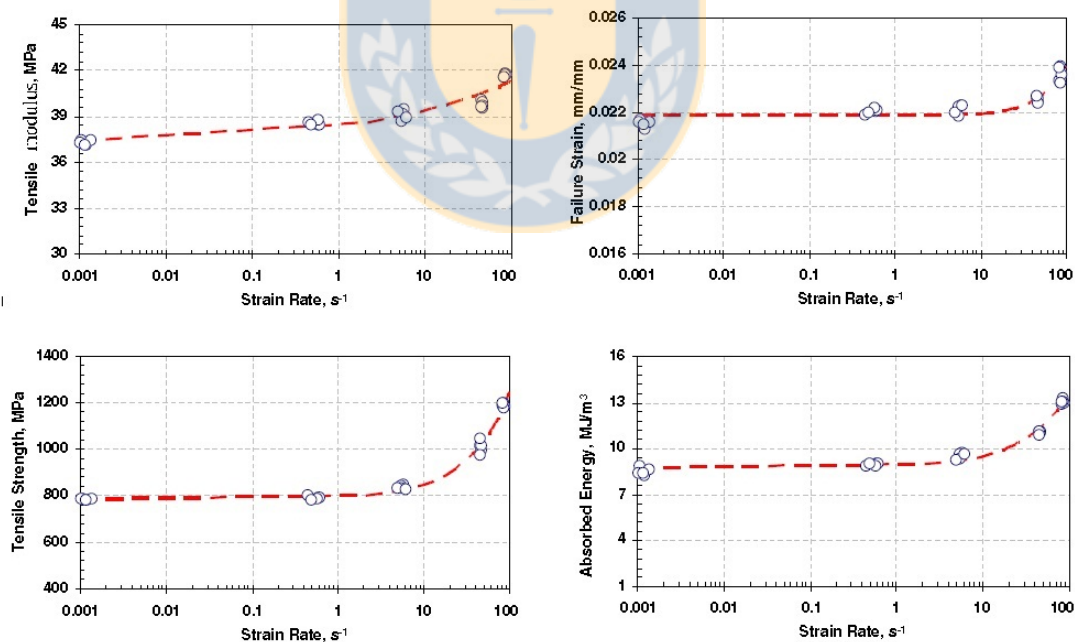 45
42
39
36
33
30
Tensile modulus, MPa
0.001 0.01 0.1 1 10 100
Strain Rate, s-1
0.026
0.024
0.022
0.02
0.018
0.016
Failure Strain, mm/mm
0.001 0.01 0.1 1 10 100
Strain Rate, s-1
1400
1200
1000
800
600
400
Tensile Strength, MPa
0.001 0.01 0.1 1 10 100
Strain Rate, s-1
16
13
10
7
4
1
Absorbed Energy, MJ/m³
0.001 0.01 0.1 1 10 100
Strain Rate, s-1